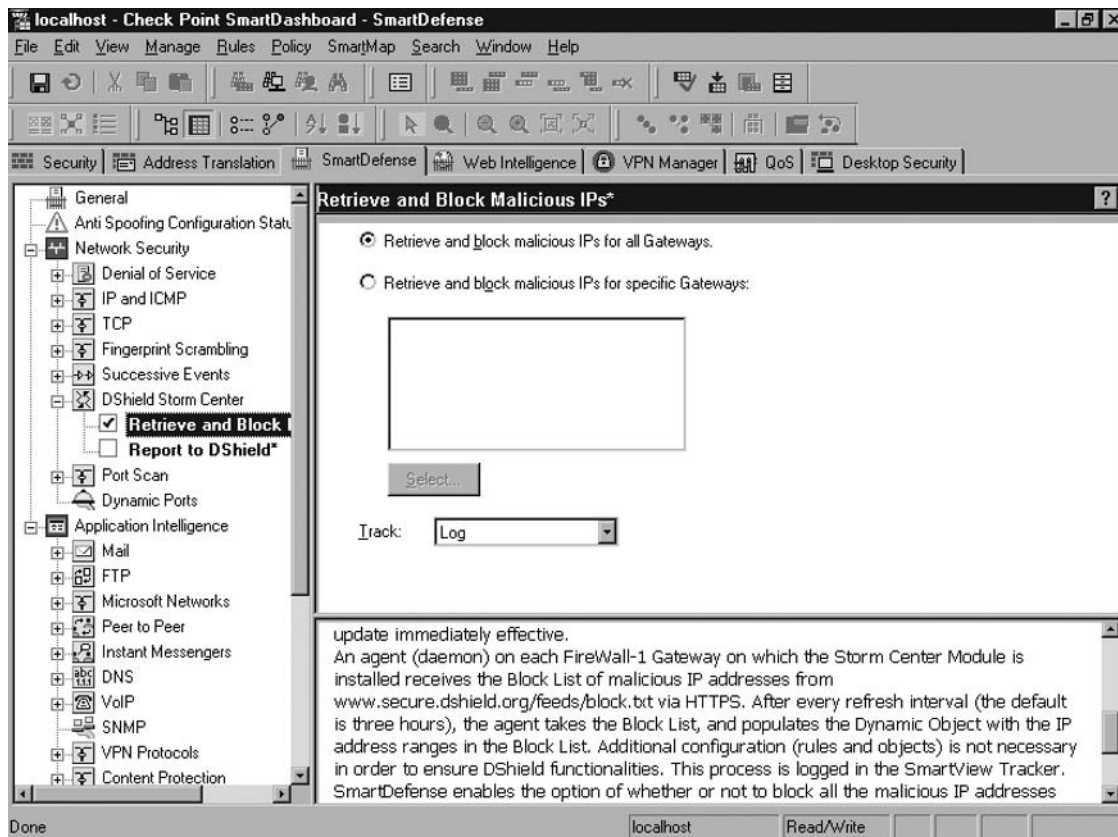 localhost - Check Point SmartDashboard - SmartDefense
File Edit View Manage Rules Policy SmartMap Search Window Help
Security Address Translation SmartDefense Web Intelligence VPN Manager QoS Desktop Security
General
Anti Spoofing Configuration Statu
Network Security
Denial of Service
IP and ICMP
TCP
Fingerprint Scrambling
Successive Events
DShield Storm Center
Retrieve and Block I
Report to DShield*
Port Scan
Dynamic Ports
Application Intelligence
Mail
FTP
Microsoft Networks
Peer to Peer
Instant Messengers
DNS
VoIP
SNMP
VPN Protocols
Content Protection
Retrieve and Block Malicious IPs*
?
Retrieve and block malicious IPs for all Gateways.
Retrieve and block malicious IPs for specific Gateways:
Select...
Track: Log
update immediately effective.
An agent (daemon) on each FireWall-1 Gateway on which the Storm Center Module is
installed receives the Block List of malicious IP addresses from
www.secure.dshield.org/feeds/block.txt via HTTPS. After every refresh interval (the default
is three hours), the agent takes the Block List, and populates the Dynamic Object with the IP
address ranges in the Block List. Additional configuration (rules and objects) is not necessary
in order to ensure DShield functionalities. This process is logged in the SmartView Tracker.
SmartDefense enables the option of whether or not to block all the malicious IP addresses
Done localhost Read/Write